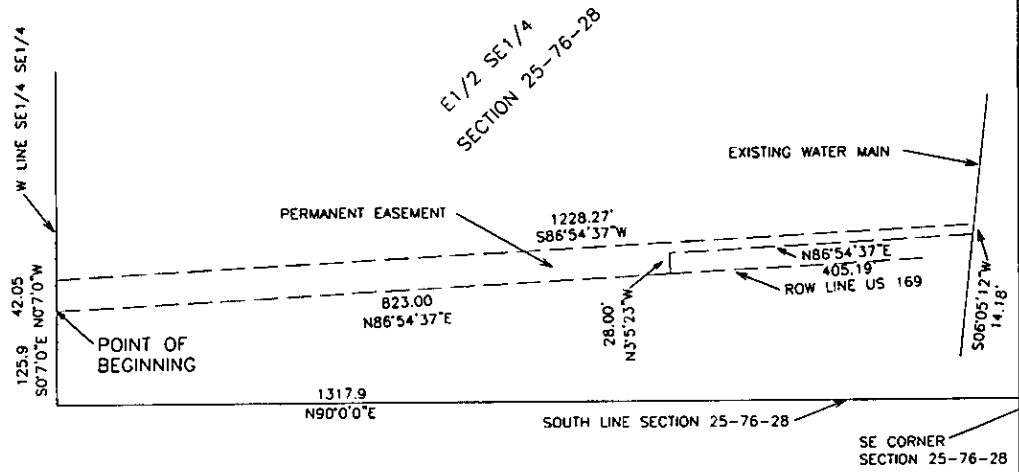 W LINE SE1/4 SE1/4
E1/2 SE1/4
SECTION 25-76-28
EXISTING WATER MAIN
PERMANENT EASEMENT
1228.27'
S86°54'37"W
N86°54'37"E
405.19'
ROW LINE US 169
42.05
N0°7'0"W
823.00
N86°54'37"E
28.00'
N3°5'23"W
S06°05'12"W
14.18'
POINT OF
BEGINNING
125.9
S0°7'0"E
1317.9
N90°0'0"E
SOUTH LINE SECTION 25-76-28
SE CORNER
SECTION 25-76-28